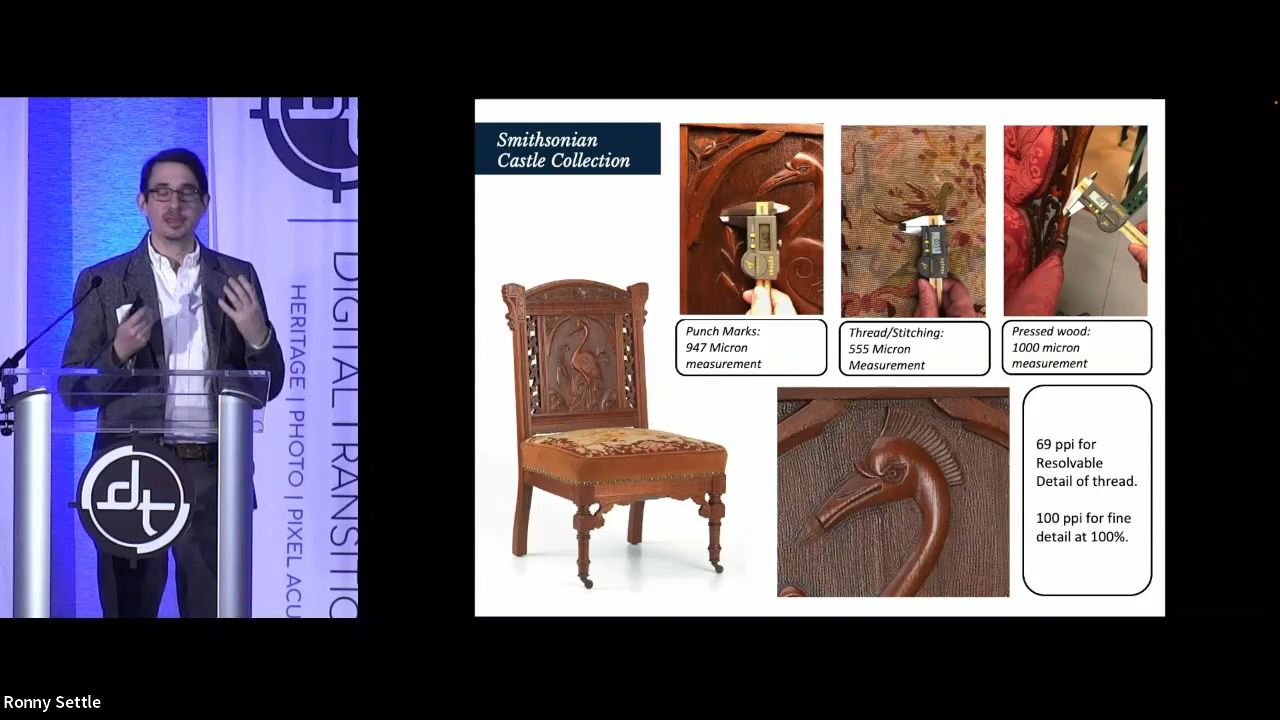 Smithsonian
Castle Collection
Punch Marks:
947 Micron
measurement
Thread/Stitching:
555 Micron
Measurement
Pressed wood:
1000 micron
measurement
69 ppi for
Resolvable
Detail of thread.
100 ppi for fine
detail at 100%.
dt
DIGITAL TRANSITIO
HERITAGE | PHOTO | PIXEL ACU
dt
Ronny Settle